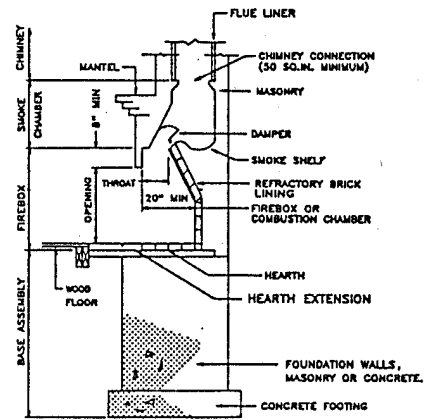 FLUE LINER
CHIMNEY
CHIMNEY CONNECTION
(50 SQ.IN. MINIMUM)
MANTEL
MASONRY
SMOKE
CHAMBER
8" MIN
DAMPER
SMOKE SHELF
THROAT
REFRACTORY BRICK
LINING
20" MIN
FIREBOX OR
COMBUSTION CHAMBER
OPENING
FIREBOX
HEARTH
WOOD
FLOOR
HEARTH EXTENSION
BASE ASSEMBLY
FOUNDATION WALLS,
MASONRY OR CONCRETE.
CONCRETE FOOTING